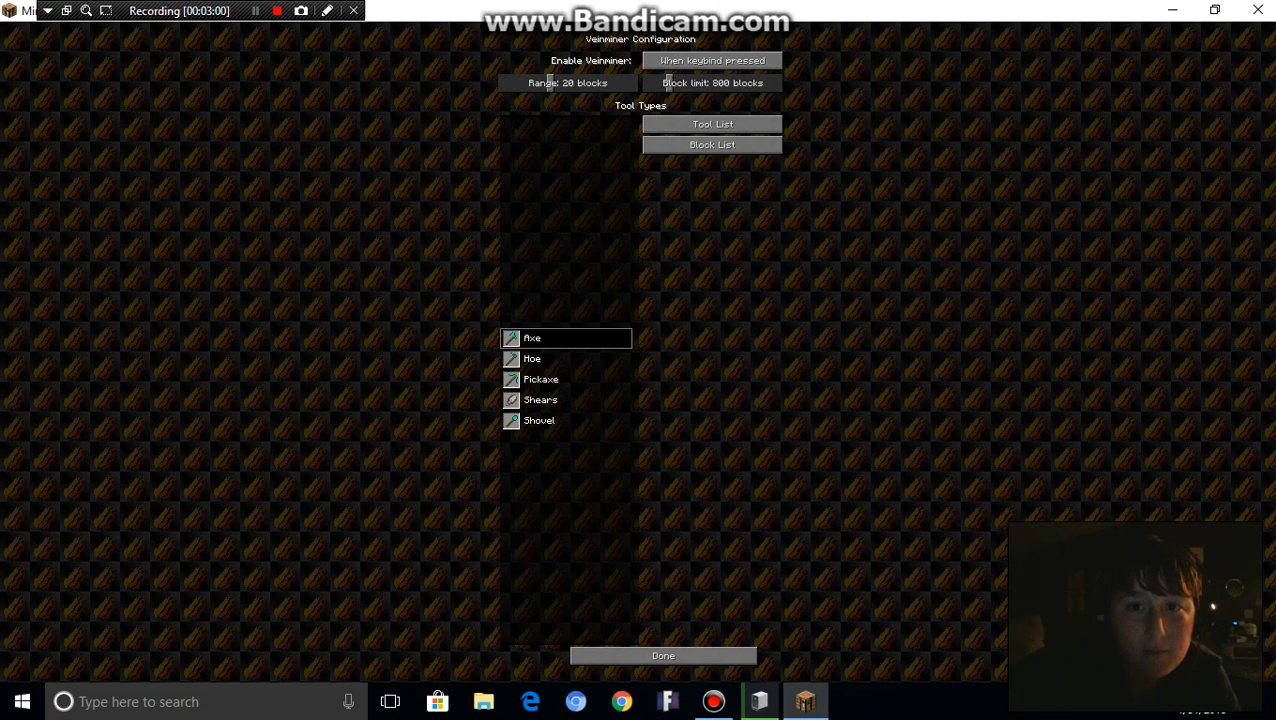 Recording [00:03:00]
www.Bandicam.com
Veinminer Configuration
Enable Veinminer:
When keybind pressed
Range: 20 blocks
Block limit: 800 blocks
Tool Types
Tool List
Block List
Axe
Hoe
Pickaxe
Shears
Shovel
Done
Type here to search